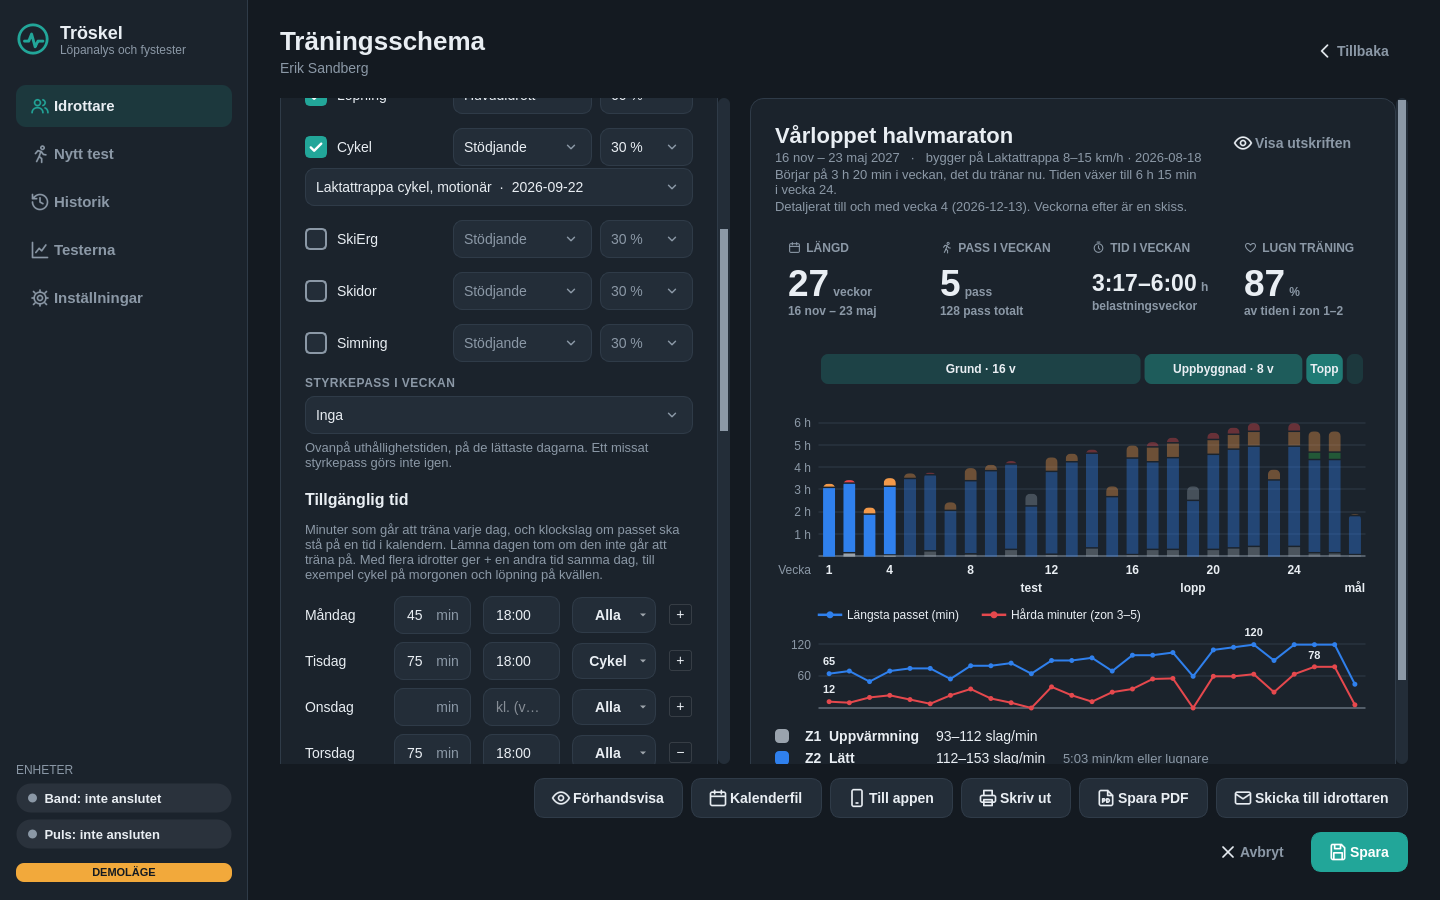 Tröskel
Löpanalys och fystester
Idrottare
Nytt test
Historik
Testerna
Inställningar
ENHETER
Band: inte anslutet
Puls: inte ansluten
DEMOLÄGE
Träningsschema
Erik Sandberg
Tillbaka
Cykel Stödjande 30 %
Laktattrappa cykel, motionär · 2026-09-22
SkiErg Stödjande 30 %
Skidor Stödjande 30 %
Simning Stödjande 30 %
STYRKEPASS I VECKAN
Inga
Ovanpå uthållighetstiden, på de lättaste dagarna. Ett missat
styrkepass görs inte igen.
Tillgänglig tid
Minuter som går att träna varje dag, och klockslag om passet ska
stå på en tid i kalendern. Lämna dagen tom om den inte går att
träna på. Med flera idrotter ger + en andra tid samma dag, till
exempel cykel på morgonen och löpning på kvällen.
Måndag 45 min 18:00 Alla +
Tisdag 75 min 18:00 Cykel +
Onsdag min kl. (v… Alla +
Torsdag 75 min 18:00 Alla −
Vårloppet halvmaraton
Visa utskriften
16 nov – 23 maj 2027 · bygger på Laktattrappa 8–15 km/h · 2026-08-18
Börjar på 3 h 20 min i veckan, det du tränar nu. Tiden växer till 6 h 15 min
i vecka 24.
Detaljerat till och med vecka 4 (2026-12-13). Veckorna efter är en skiss.
LÄNGD
27 veckor
16 nov – 23 maj
PASS I VECKAN
5 pass
128 pass totalt
TID I VECKAN
3:17–6:00 h
belastningsveckor
LUGN TRÄNING
87 %
av tiden i zon 1–2
Grund · 16 v Uppbyggnad · 8 v Topp
6 h
5 h
4 h
3 h
2 h
1 h
Vecka 1 4 8 12 16 20 24
test lopp mål
Längsta passet (min) Hårda minuter (zon 3–5)
120
120
65
78
60
12
Z1 Uppvärmning 93–112 slag/min
Z2 Lätt 112–153 slag/min 5:03 min/km eller lugnare
Förhandsvisa
Kalenderfil
Till appen
Skriv ut
Spara PDF
Skicka till idrottaren
Avbryt
Spara